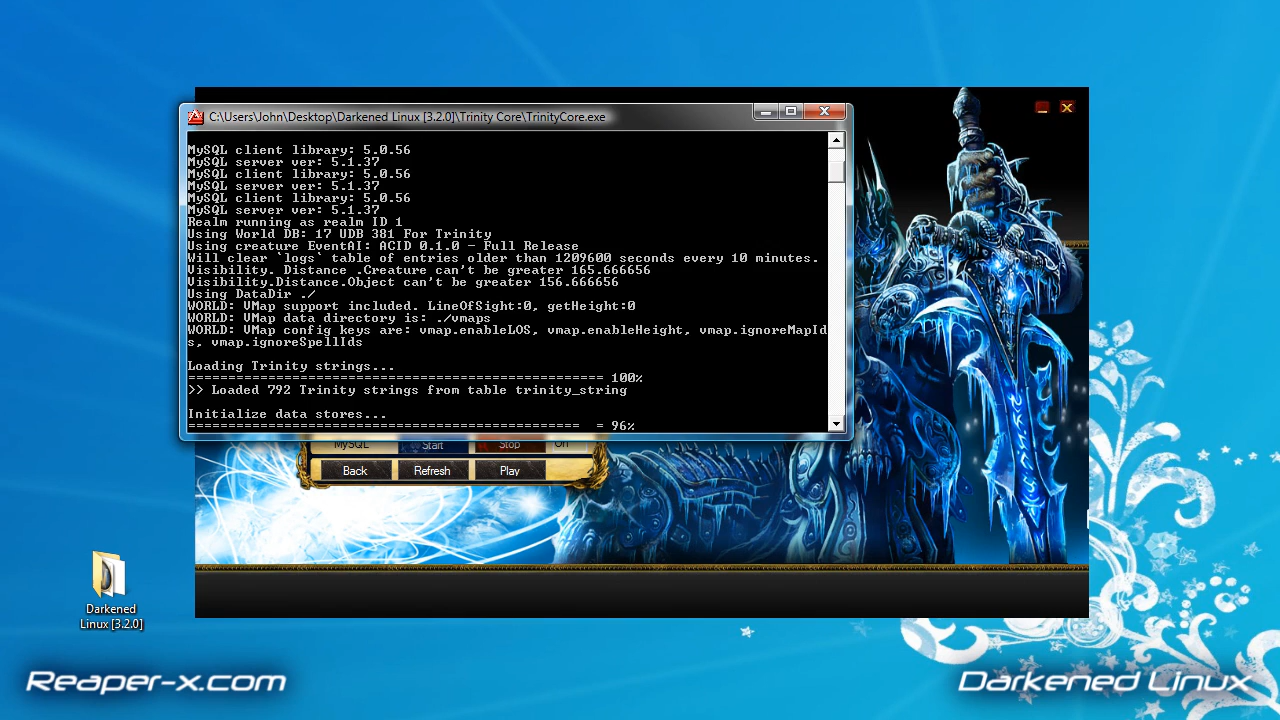 C:\Users\John\Desktop\Darkened Linux [3.2.0]\Trinity Core\TrinityCore.exe
MySQL client library: 5.0.56
MySQL server ver: 5.1.37
MySQL client library: 5.0.56
MySQL server ver: 5.1.37
MySQL client library: 5.0.56
MySQL server ver: 5.1.37
Realm running as realm ID 1
Using World DB: 17 UDB 381 For Trinity
Using creature EventAI: ACID 0.1.0 - Full Release
Will clear `logs` table of entries older than 1209600 seconds every 10 minutes.
Visibility. Distance .Creature can't be greater 165.666656
Visibility.Distance.Object can't be greater 156.666656
Using DataDir ./
WORLD: VMap support included. LineOfSight:0, getHeight:0
WORLD: VMap data directory is: ./vmaps
WORLD: VMap config keys are: vmap.enableLOS, vmap.enableHeight, vmap.ignoreMapId
s, vmap.ignoreSpellIds
Loading Trinity strings...
==================================================== 100%
>> Loaded 792 Trinity strings from table trinity_string
Initialize data stores...
==================================================== = 96%
MySQL Start Stop On
Back Refresh Play
Darkened
Linux [3.2.0]
Reaper-x.com
Darkened Linux